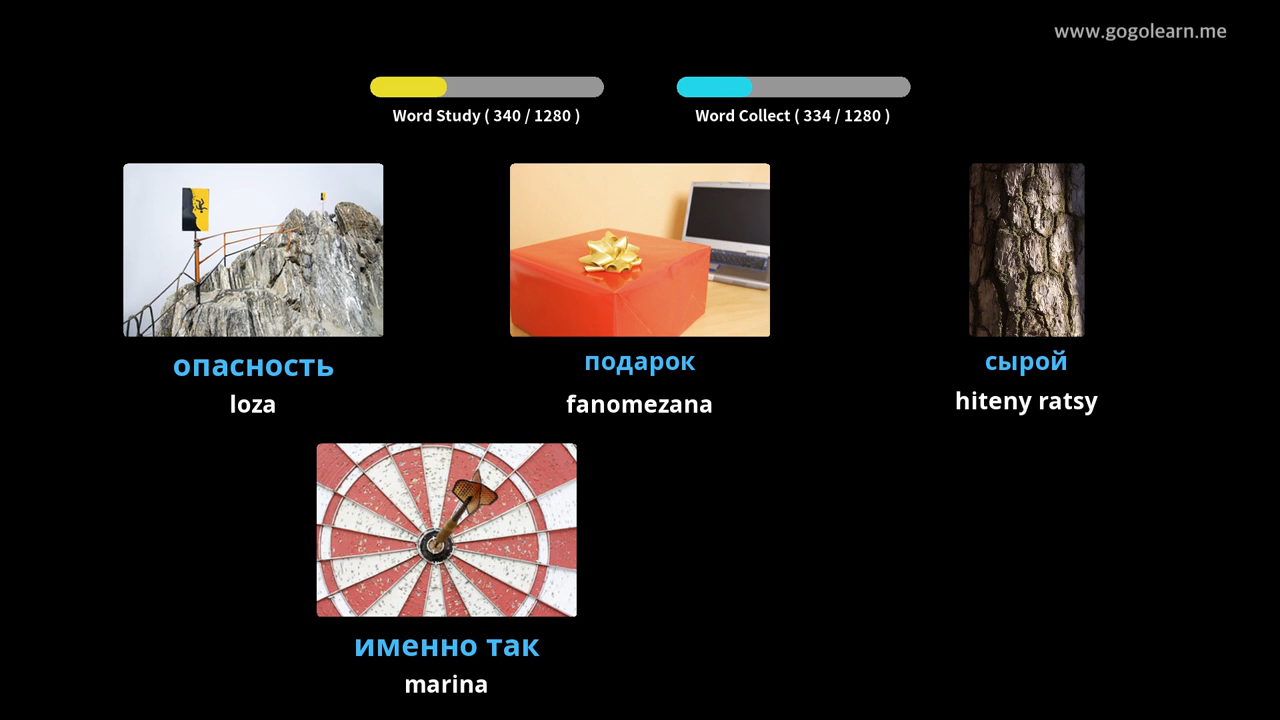 www.gogolearn.me
Word Study ( 340 / 1280 )
Word Collect ( 334 / 1280 )
опасность
loza
подарок
fanomezana
сырой
hiteny ratsy
именно так
marina